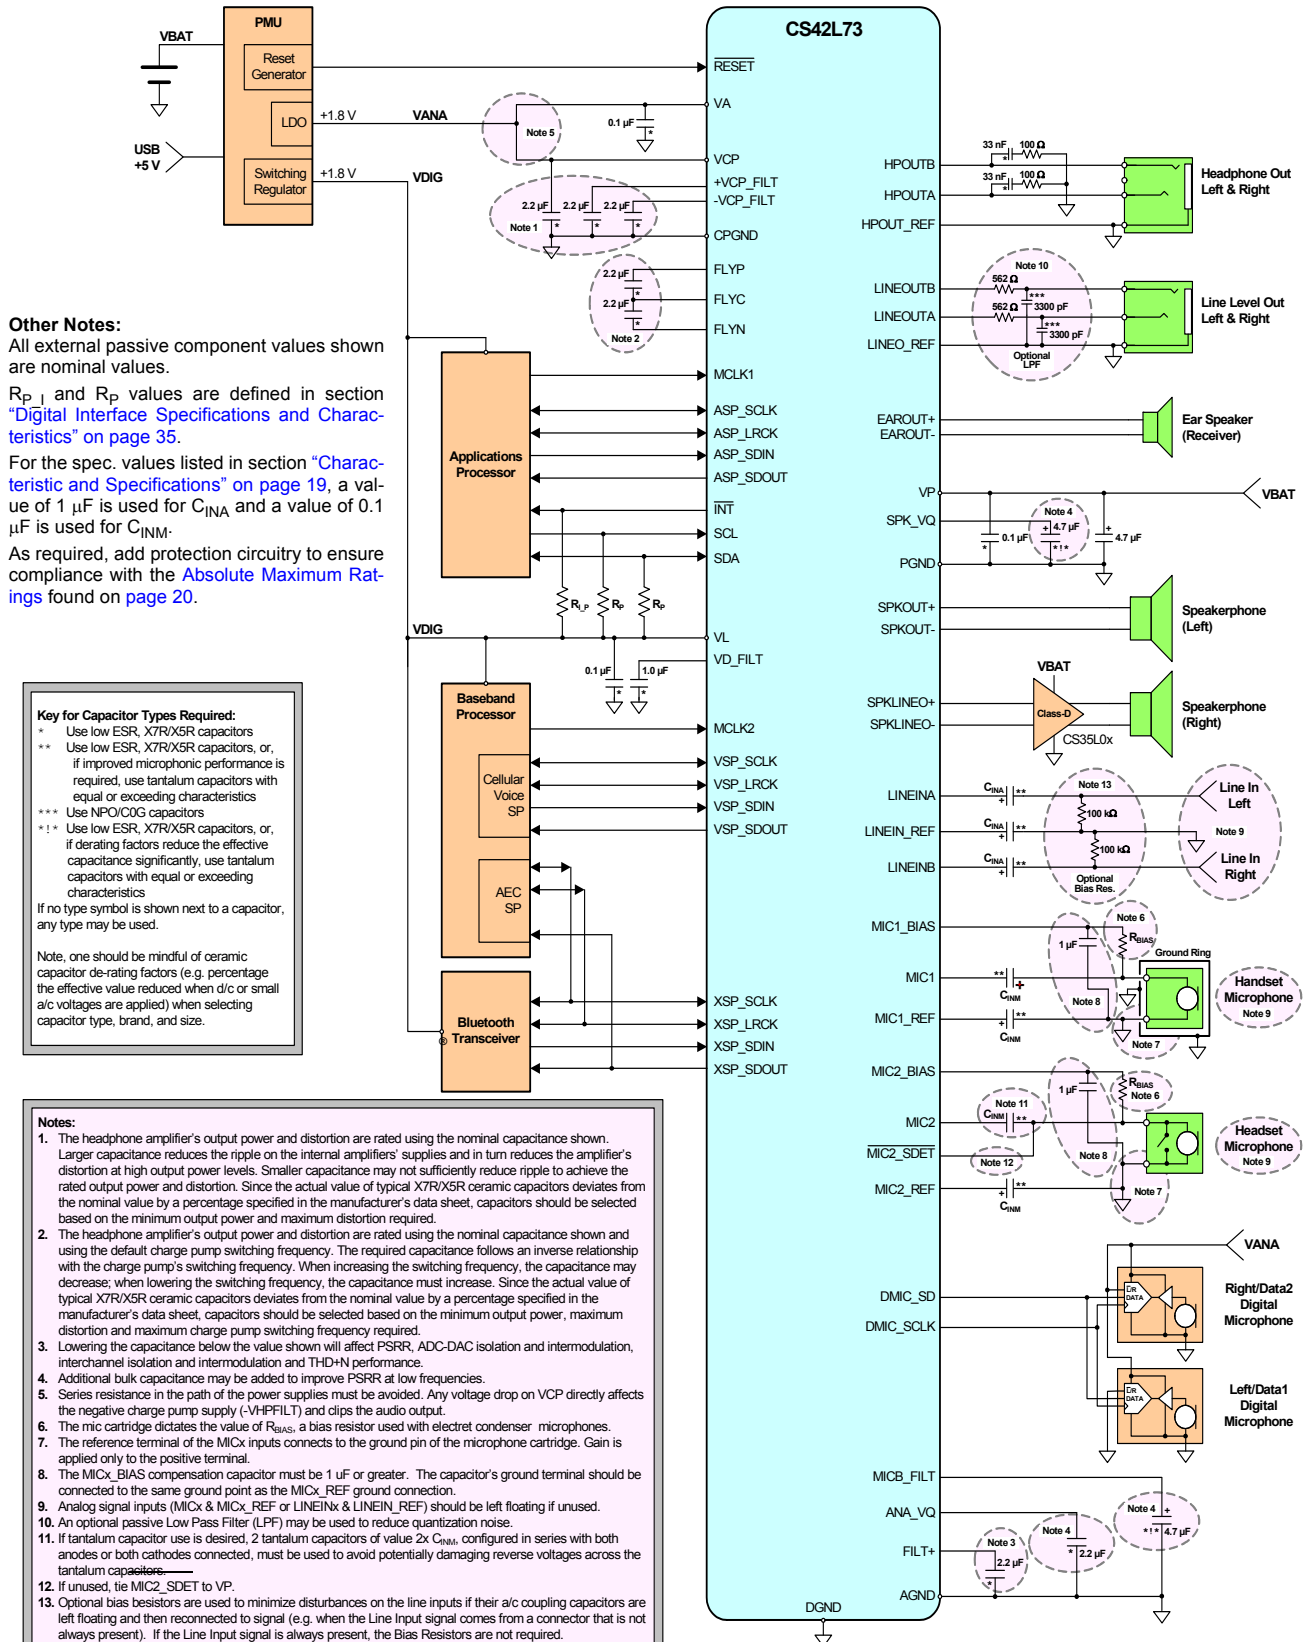 CS42L73
PMU
VBAT
Reset
Generator
LDO
+1.8 V
VANA
USB
+5 V
Switching
Regulator
+1.8 V
VDIG
Note 5
0.1 µF
*
2.2 µF
2.2 µF
2.2 µF
*
*
*
Note 1
2.2 µF
*
2.2 µF
*
Note 2
RESET
VA
VCP
+VCP_FILT
-VCP_FILT
CPGND
FLYP
FLYC
FLYN
MCLK1
ASP_SCLK
ASP_LRCK
ASP_SDIN
ASP_SDOUT
INT
SCL
SDA
VL
VD_FILT
MCLK2
VSP_SCLK
VSP_LRCK
VSP_SDIN
VSP_SDOUT
XSP_SCLK
XSP_LRCK
XSP_SDIN
XSP_SDOUT
Applications
Processor
RI_P
RP
RP
VDIG
0.1 µF
*
1.0 µF
*
Baseband
Processor
Cellular
Voice
SP
AEC
SP
Bluetooth
Transceiver
®
Other Notes:
All external passive component values shown
are nominal values.
RP_I and RP values are defined in section
“Digital Interface Specifications and Charac-
teristics” on page 35.
For the spec. values listed in section “Charac-
teristic and Specifications” on page 19, a val-
ue of 1 µF is used for CINA and a value of 0.1
µF is used for CINM.
As required, add protection circuitry to ensure
compliance with the Absolute Maximum Rat-
ings found on page 20.
Key for Capacitor Types Required:
* Use low ESR, X7R/X5R capacitors
** Use low ESR, X7R/X5R capacitors, or,
if improved microphonic performance is
required, use tantalum capacitors with
equal or exceeding characteristics
*** Use NPO/C0G capacitors
*!* Use low ESR, X7R/X5R capacitors, or,
if derating factors reduce the effective
capacitance significantly, use tantalum
capacitors with equal or exceeding
characteristics
If no type symbol is shown next to a capacitor,
any type may be used.
Note, one should be mindful of ceramic
capacitor de-rating factors (e.g. percentage
the effective value reduced when d/c or small
a/c voltages are applied) when selecting
capacitor type, brand, and size.
HPOUTB
HPOUTA
HPOUT_REF
33 nF
100 Ω
*
33 nF
100 Ω
*
Headphone Out
Left & Right
LINEOUTB
LINEOUTA
LINEO_REF
Note 10
562 Ω
***
3300 pF
562 Ω
***
3300 pF
Optional
LPF
Line Level Out
Left & Right
EAROUT+
EAROUT-
Ear Speaker
(Receiver)
VP
SPK_VQ
PGND
VBAT
Note 4
0.1 µF
*
+
4.7 µF
*!*
+
4.7 µF
SPKOUT+
SPKOUT-
Speakerphone
(Left)
VBAT
SPKLINEO+
SPKLINEO-
Class-D
CS35L0x
Speakerphone
(Right)
LINEINA
LINEIN_REF
LINEINB
CINA
+
**
CINA
+
**
CINA
+
**
Note 13
100 kΩ
100 kΩ
Optional
Bias Res.
Line In
Left
Note 9
Line In
Right
MIC1_BIAS
MIC1
MIC1_REF
Note 6
RBIAS
1 µF
Ground Ring
**
+
CINM
Note 8
+
**
CINM
Note 7
Handset
Microphone
Note 9
MIC2_BIAS
MIC2
MIC2_SDET
MIC2_REF
1 µF
RBIAS
Note 6
Note 11
CINM
**
Note 12
Note 8
+
**
CINM
Note 7
Headset
Microphone
Note 9
VANA
DMIC_SD
DMIC_SCLK
L/R
DATA
Right/Data2
Digital
Microphone
L/R
DATA
Left/Data1
Digital
Microphone
MICB_FILT
ANA_VQ
FILT+
AGND
DGND
Note 3
2.2 µF
*
Note 4
*
2.2 µF
Note 4
+
*!*
4.7 µF
Notes:
1. The headphone amplifier’s output power and distortion are rated using the nominal capacitance shown.
Larger capacitance reduces the ripple on the internal amplifiers’ supplies and in turn reduces the amplifier’s
distortion at high output power levels. Smaller capacitance may not sufficiently reduce ripple to achieve the
rated output power and distortion. Since the actual value of typical X7R/X5R ceramic capacitors deviates from
the nominal value by a percentage specified in the manufacturer’s data sheet, capacitors should be selected
based on the minimum output power and maximum distortion required.
2. The headphone amplifier’s output power and distortion are rated using the nominal capacitance shown and
using the default charge pump switching frequency. The required capacitance follows an inverse relationship
with the charge pump’s switching frequency. When increasing the switching frequency, the capacitance may
decrease; when lowering the switching frequency, the capacitance must increase. Since the actual value of
typical X7R/X5R ceramic capacitors deviates from the nominal value by a percentage specified in the
manufacturer’s data sheet, capacitors should be selected based on the minimum output power, maximum
distortion and maximum charge pump switching frequency required.
3. Lowering the capacitance below the value shown will affect PSRR, ADC-DAC isolation and intermodulation,
interchannel isolation and intermodulation and THD+N performance.
4. Additional bulk capacitance may be added to improve PSRR at low frequencies.
5. Series resistance in the path of the power supplies must be avoided. Any voltage drop on VCP directly affects
the negative charge pump supply (-VHPFILT) and clips the audio output.
6. The mic cartridge dictates the value of RBIAS, a bias resistor used with electret condenser microphones.
7. The reference terminal of the MICx inputs connects to the ground pin of the microphone cartridge. Gain is
applied only to the positive terminal.
8. The MICx_BIAS compensation capacitor must be 1 uF or greater. The capacitor’s ground terminal should be
connected to the same ground point as the MICx_REF ground connection.
9. Analog signal inputs (MICx & MICx_REF or LINEINx & LINEIN_REF) should be left floating if unused.
10. An optional passive Low Pass Filter (LPF) may be used to reduce quantization noise.
11. If tantalum capacitor use is desired, 2 tantalum capacitors of value 2x CINM, configured in series with both
anodes or both cathodes connected, must be used to avoid potentially damaging reverse voltages across the
tantalum capacitors.
12. If unused, tie MIC2_SDET to VP.
13. Optional bias besistors are used to minimize disturbances on the line inputs if their a/c coupling capacitors are
left floating and then reconnected to signal (e.g. when the Line Input signal comes from a connector that is not
always present). If the Line Input signal is always present, the Bias Resistors are not required.